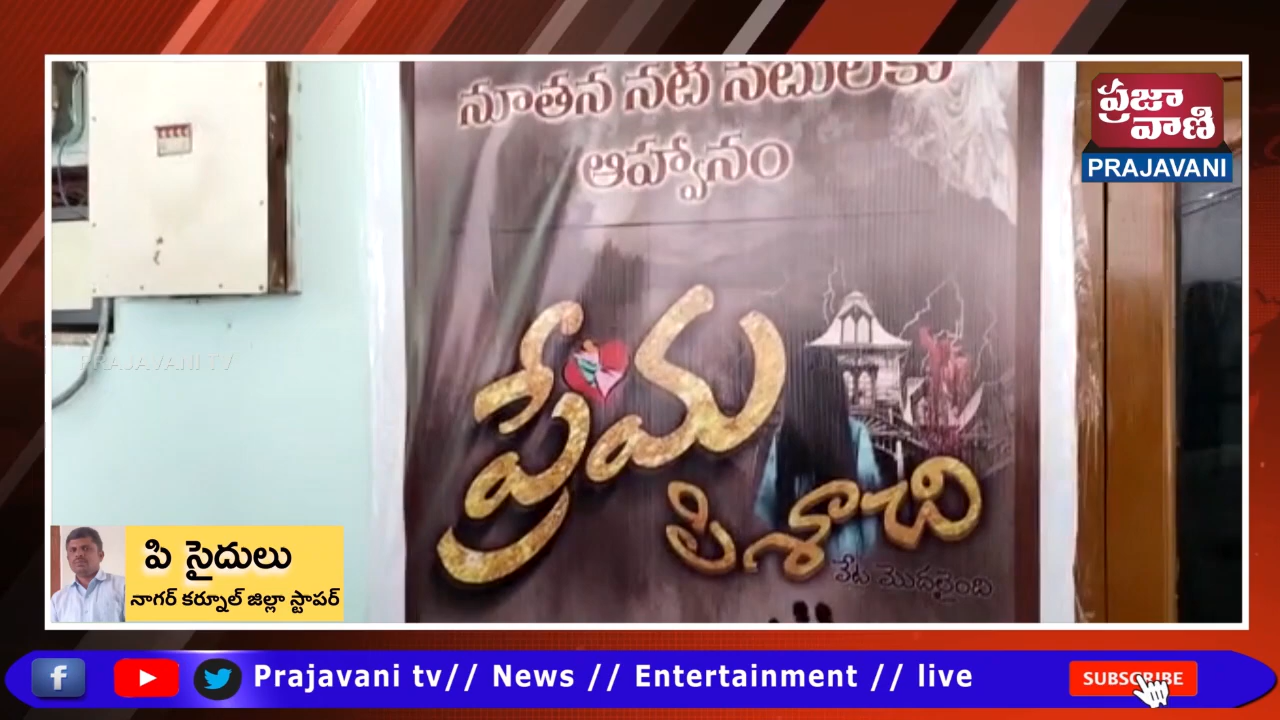 నూతన నటీ నటులకు
ఆహ్వానం
ప్రజా
వాణి
PRAJAVANI
PRAJAVANI TV
ప్రేమ
పిశాచి
వేట మొదలైంది
పి సైదులు
నాగర్ కర్నూల్ జిల్లా స్టాపర్
Prajavani tv// News // Entertainment // live
SUBSCRIBE